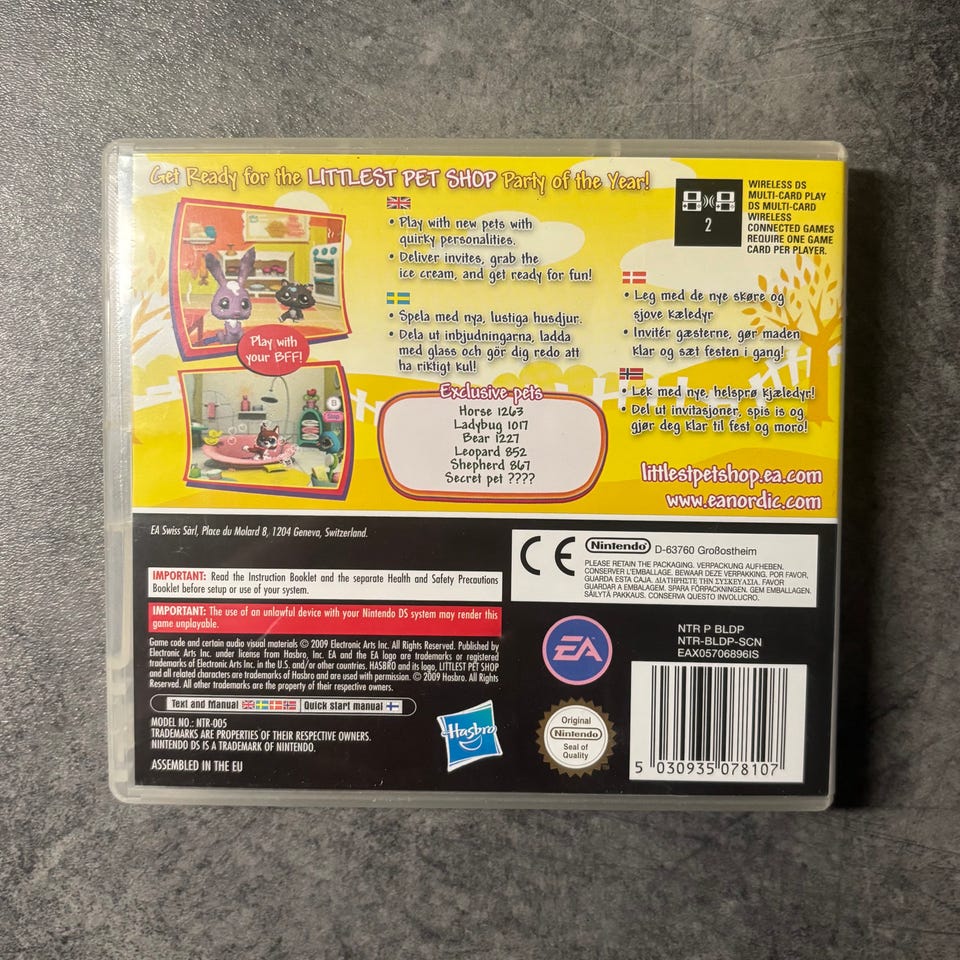 Get Ready for the LITTLEST PET SHOP Party of the Year!
• Play with new pets with
quirky personalities.
• Deliver invites, grab the
ice cream, and get ready for fun!
• Spela med nya, lustiga husdjur.
• Dela ut inbjudningarna, ladda
med glass och gör dig redo att
ha riktigt kul!
Play with
your BFF!
2
WIRELESS DS
MULTI-CARD PLAY
DS MULTI-CARD
WIRELESS
CONNECTED GAMES
REQUIRE ONE GAME
CARD PER PLAYER.
• Leg med de nye skøre og
sjove kæledyr
• Invitér gæsterne, gør maden
klar og sæt festen i gang!
• Lek med nye, helsprø kjæledyr!
• Del ut invitasjoner, spis is og
gjør deg klar til fest og moro!
Exclusive pets
Horse 1263
Ladybug 1017
Bear 1227
Leopard 852
Shepherd 867
Secret pet ????
littlestpetshop.ea.com
www.eanordic.com
EA Swiss Sàrl, Place du Molard 8, 1204 Geneva, Switzerland.
IMPORTANT: Read the Instruction Booklet and the separate Health and Safety Precautions
Booklet before setup or use of your system.
IMPORTANT: The use of an unlawful device with your Nintendo DS system may render this
game unplayable.
Game code and certain audio visual materials © 2009 Electronic Arts Inc. All Rights Reserved. Published by
Electronic Arts Inc. under license from Hasbro, Inc. EA and the EA logo are trademarks or registered
trademarks of Electronic Arts Inc. in the U.S. and/or other countries. HASBRO and its logo, LITTLEST PET SHOP
and all related characters are trademarks of Hasbro and are used with permission. © 2009 Hasbro. All Rights
Reserved. All other trademarks are the property of their respective owners.
Text and Manual
Quick start manual
MODEL NO.: NTR-005
TRADEMARKS ARE PROPERTIES OF THEIR RESPECTIVE OWNERS.
NINTENDO DS IS A TRADEMARK OF NINTENDO.
ASSEMBLED IN THE EU
CE
Nintendo D-63760 Großostheim
PLEASE RETAIN THE PACKAGING. VERPACKUNG AUFHEBEN.
CONSERVER L'EMBALLAGE. BEWAAR DEZE VERPAKKING. POR FAVOR,
GUARDA ESTA CAJA. ΔΙΑΤΗΡΗΣΤΕ ΤΗΝ ΣΥΣΚΕΥΑΣΙΑ. FAVOR
GUARDAR A EMBALAGEM. SPARA FÖRPACKNINGEN. GEM EMBALLAGEN.
SÄILYTÄ PAKKAUS. CONSERVA QUESTO INVOLUCRO.
EA
NTR P BLDP
NTR-BLDP-SCN
EAX05706896IS
Hasbro
Original
Nintendo
Seal of
Quality
TM
5 030935 078107